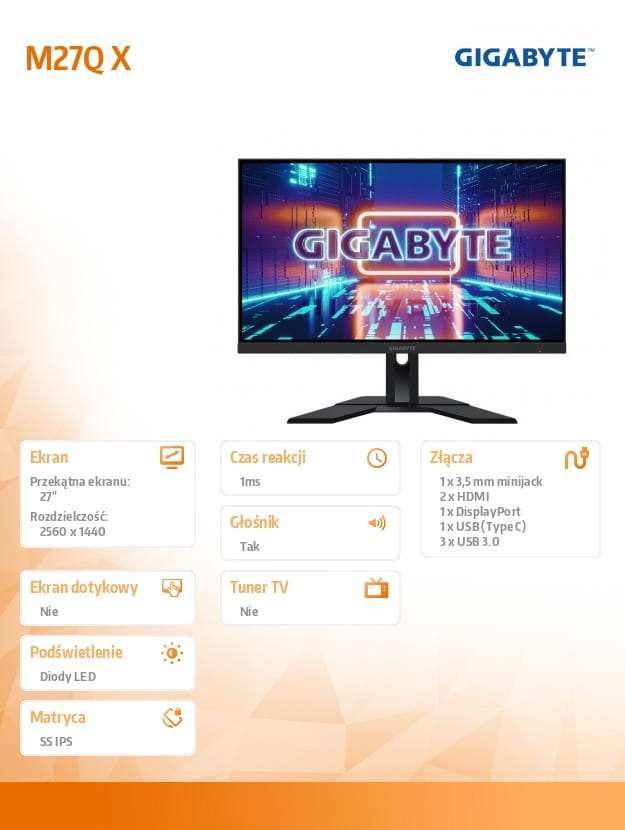 M27Q X
GIGABYTE™
GIGABYTE
GIGABYTE
Ekran
Przekątna ekranu:
27"
Rozdzielczość:
2560 x 1440
Czas reakcji
1ms
Złącza
1 x 3,5 mm minijack
2 x HDMI
1 x DisplayPort
1 x USB (Type C)
3 x USB 3.0
Głośnik
Tak
Ekran dotykowy
Nie
Tuner TV
Nie
Podświetlenie
Diody LED
Matryca
SS IPS